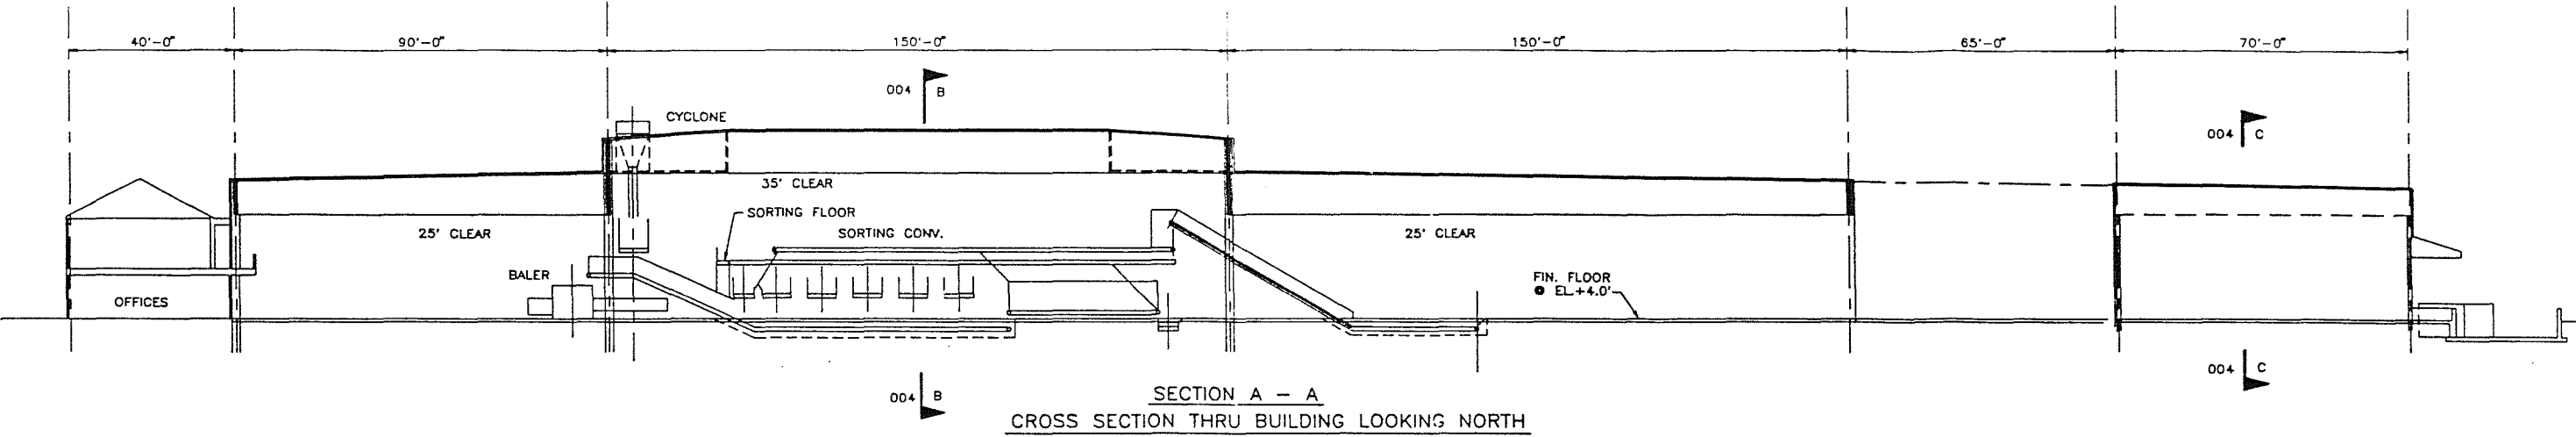 40'-0"
90'-0"
150'-0"
150'-0"
65'-0"
70'-0"
004 B
CYCLONE
004 C
35' CLEAR
SORTING FLOOR
25' CLEAR
SORTING CONV.
25' CLEAR
BALER
FIN. FLOOR
@ EL.+4.0'
OFFICES
004 C
004 B
SECTION A - A
CROSS SECTION THRU BUILDING LOOKING NORTH